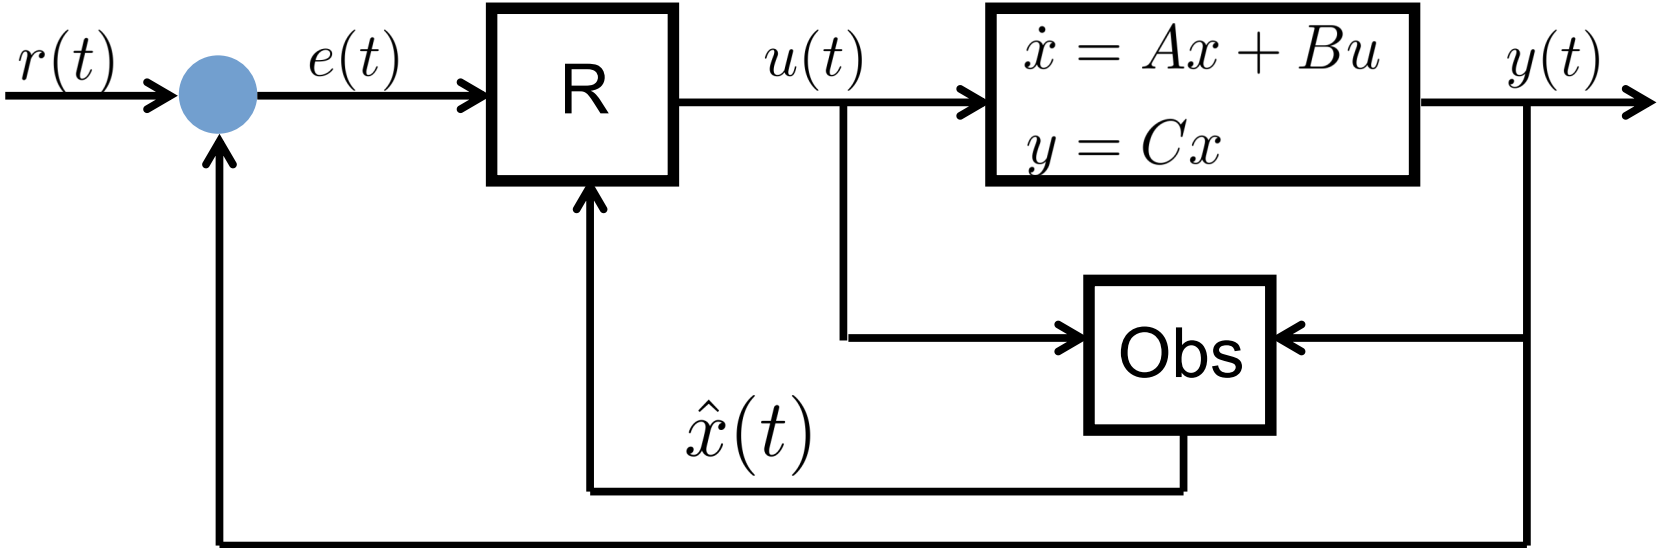 r(t)
e(t)
R
u(t)
ẋ = Ax + Bu
y = Cx
y(t)
Obs
x̂(t)